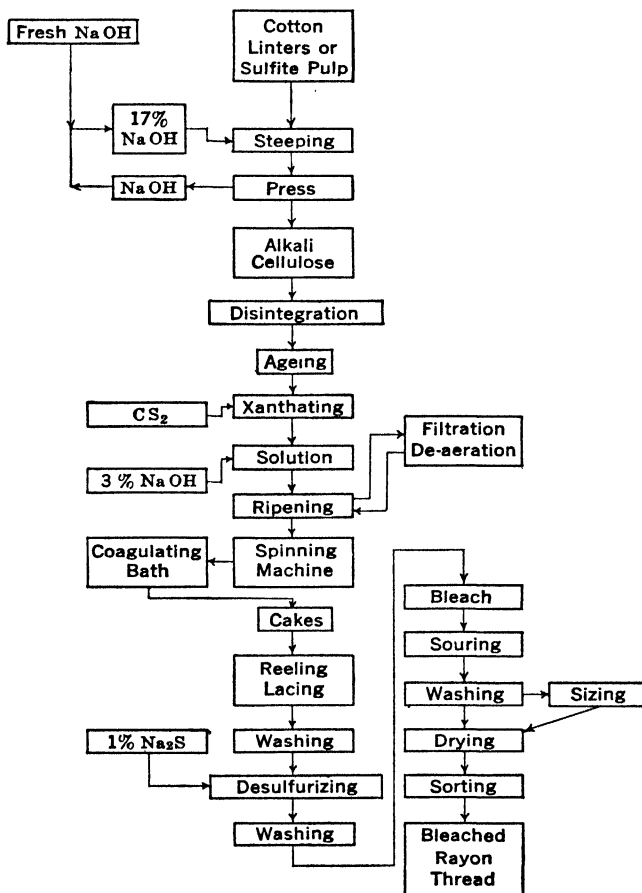 Fresh NaOH
Cotton
Linters or
Sulfite Pulp
17%
NaOH
Steeping
NaOH
Press
Alkali
Cellulose
Disintegration
Ageing
CS₂
Xanthating
Filtration
De-aeration
3 % NaOH
Solution
Ripening
Coagulating
Bath
Spinning
Machine
Cakes
Reeling
Lacing
1% Na₂S
Washing
Desulfurizing
Washing
Bleach
Souring
Washing
Sizing
Drying
Sorting
Bleached
Rayon
Thread